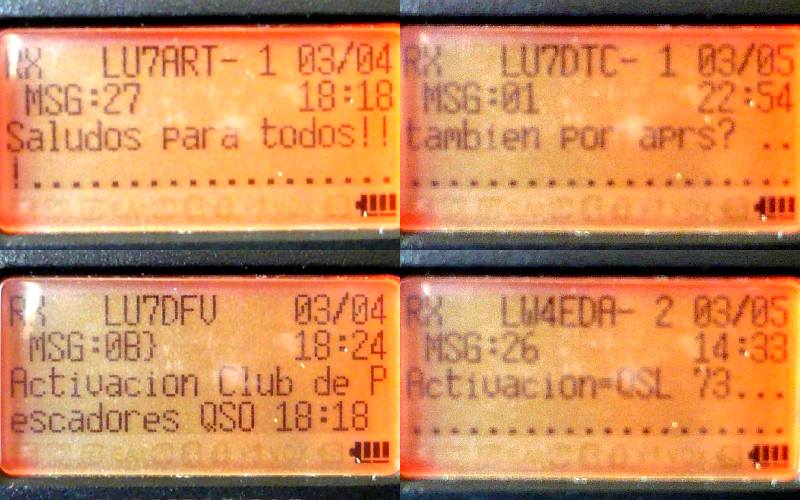 RX LU7ART- 1 03/04
MSG:27 18:18
Saludos para todos!!
!...................
RX LU7DTC- 1 03/05
MSG:01 22:54
tambien por aprs? ..
....................
RX LU7DFV 03/04
MSG:0B} 18:24
Activacion Club de P
escadores QSO 18:18
RX LW4EDA- 2 03/05
MSG:26 14:33
Activacion=QSL 73...
....................